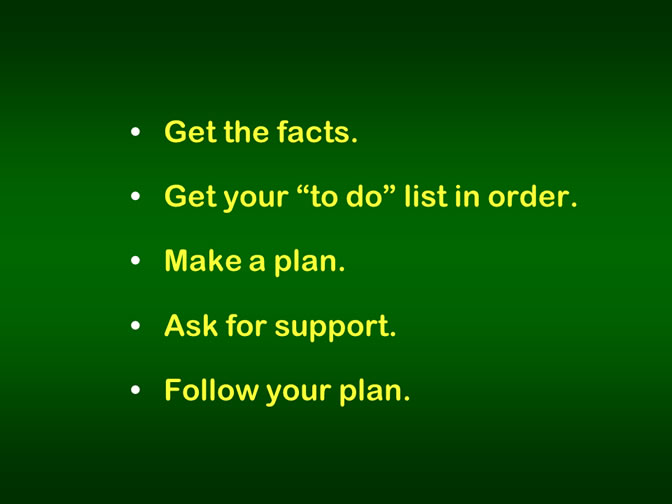 • Get the facts.
• Get your “to do” list in order.
• Make a plan.
• Ask for support.
• Follow your plan.